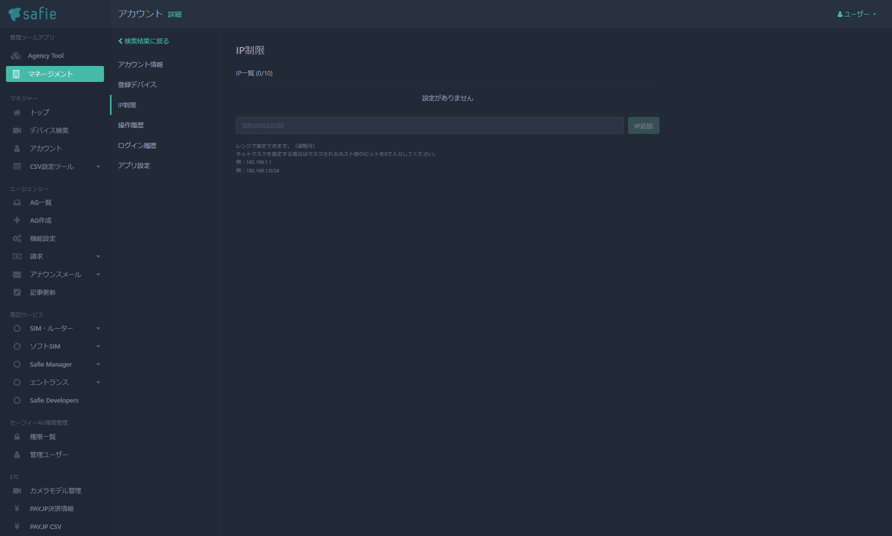 safie
アカウント 詳細
ユーザー
管理ツールアプリ
Agency Tool
マネージメント
マネジャー
トップ
デバイス検索
アカウント
CSV設定ツール
エージェンシー
AG一覧
AG作成
機能設定
請求
アナウンスメール
記事更新
周辺サービス
SIM・ルーター
ソフトSIM
Safie Manager
エントランス
Safie Developers
セーフィーAG権限管理
権限一覧
管理ユーザー
ETC
カメラモデル管理
PAY.JP決済情報
PAY.JP CSV
検索結果に戻る
アカウント情報
登録デバイス
IP制限
操作履歴
ログイン履歴
アプリ設定
IP制限
IP一覧 (0/10)
設定がありません
000.000.0.0/00
IP追加
レンジで指定できます。（省略可）
ネットマスクを指定する場合はマスクされるホスト部のビットを0で入力してください。
例：192.168.1.1
例：192.168.1.0/24